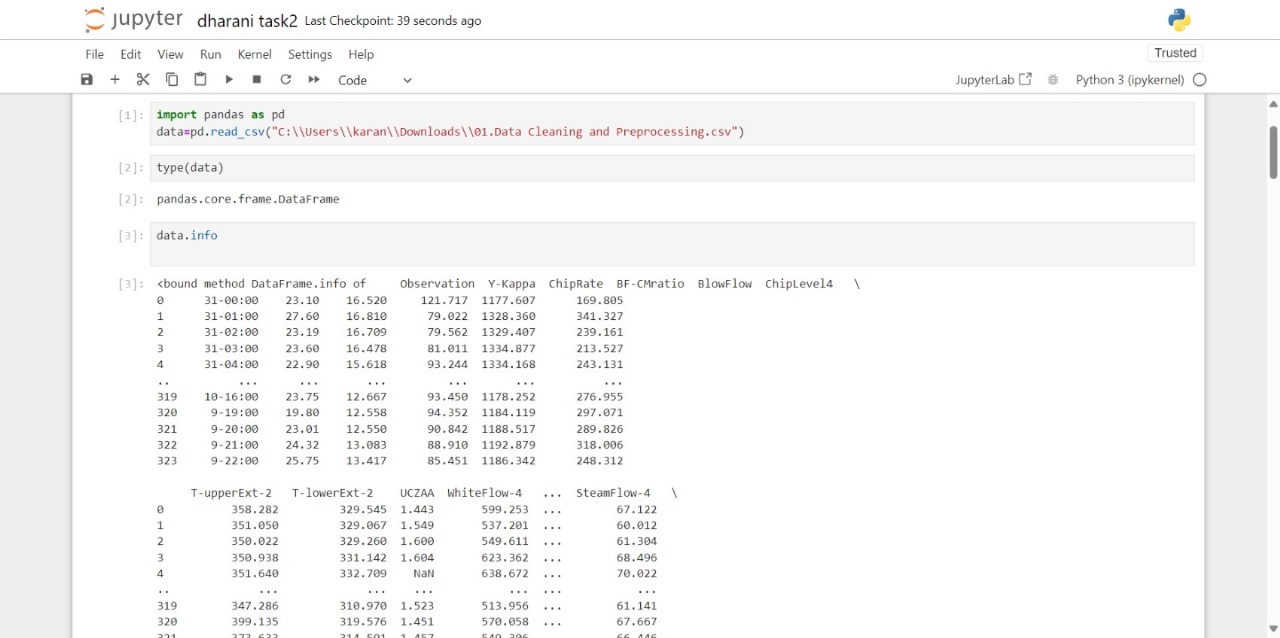 jupyter dharani task2 Last Checkpoint: 39 seconds ago
File Edit View Run Kernel Settings Help
Trusted
Code
JupyterLab Python 3 (ipykernel)
[1]: import pandas as pd
data=pd.read_csv("C:\\Users\\karan\\Downloads\\01.Data Cleaning and Preprocessing.csv")
[2]: type(data)
[2]: pandas.core.frame.DataFrame
[3]: data.info
[3]: <bound method DataFrame.info of     Observation  Y-Kappa  ChipRate  BF-CMratio  BlowFlow  ChipLevel4   \
0      31-00:00    23.10    16.520     121.717  1177.607      169.805
1      31-01:00    27.60    16.810      79.022  1328.360      341.327
2      31-02:00    23.19    16.709      79.562  1329.407      239.161
3      31-03:00    23.60    16.478      81.011  1334.877      213.527
4      31-04:00    22.90    15.618      93.244  1334.168      243.131
..          ...      ...       ...         ...       ...          ...
319    10-16:00    23.75    12.667      93.450  1178.252      276.955
320     9-19:00    19.80    12.558      94.352  1184.119      297.071
321     9-20:00    23.01    12.550      90.842  1188.517      289.826
322     9-21:00    24.32    13.083      88.910  1192.879      318.006
323     9-22:00    25.75    13.417      85.451  1186.342      248.312
T-upperExt-2   T-lowerExt-2    UCZAA  WhiteFlow-4   ...  SteamFlow-4   \
0          358.282         329.545  1.443       599.253  ...        67.122
1          351.050         329.067  1.549       537.201  ...        60.012
2          350.022         329.260  1.600       549.611  ...        61.304
3          350.938         331.142  1.604       623.362  ...        68.496
4          351.640         332.709    NaN       638.672  ...        70.022
..             ...             ...    ...           ...  ...           ...
319        347.286         310.970  1.523       513.956  ...        61.141
320        399.135         319.576  1.451       570.058  ...        67.667
321        373.633         314.591  1.457       549.306  ...        66.446